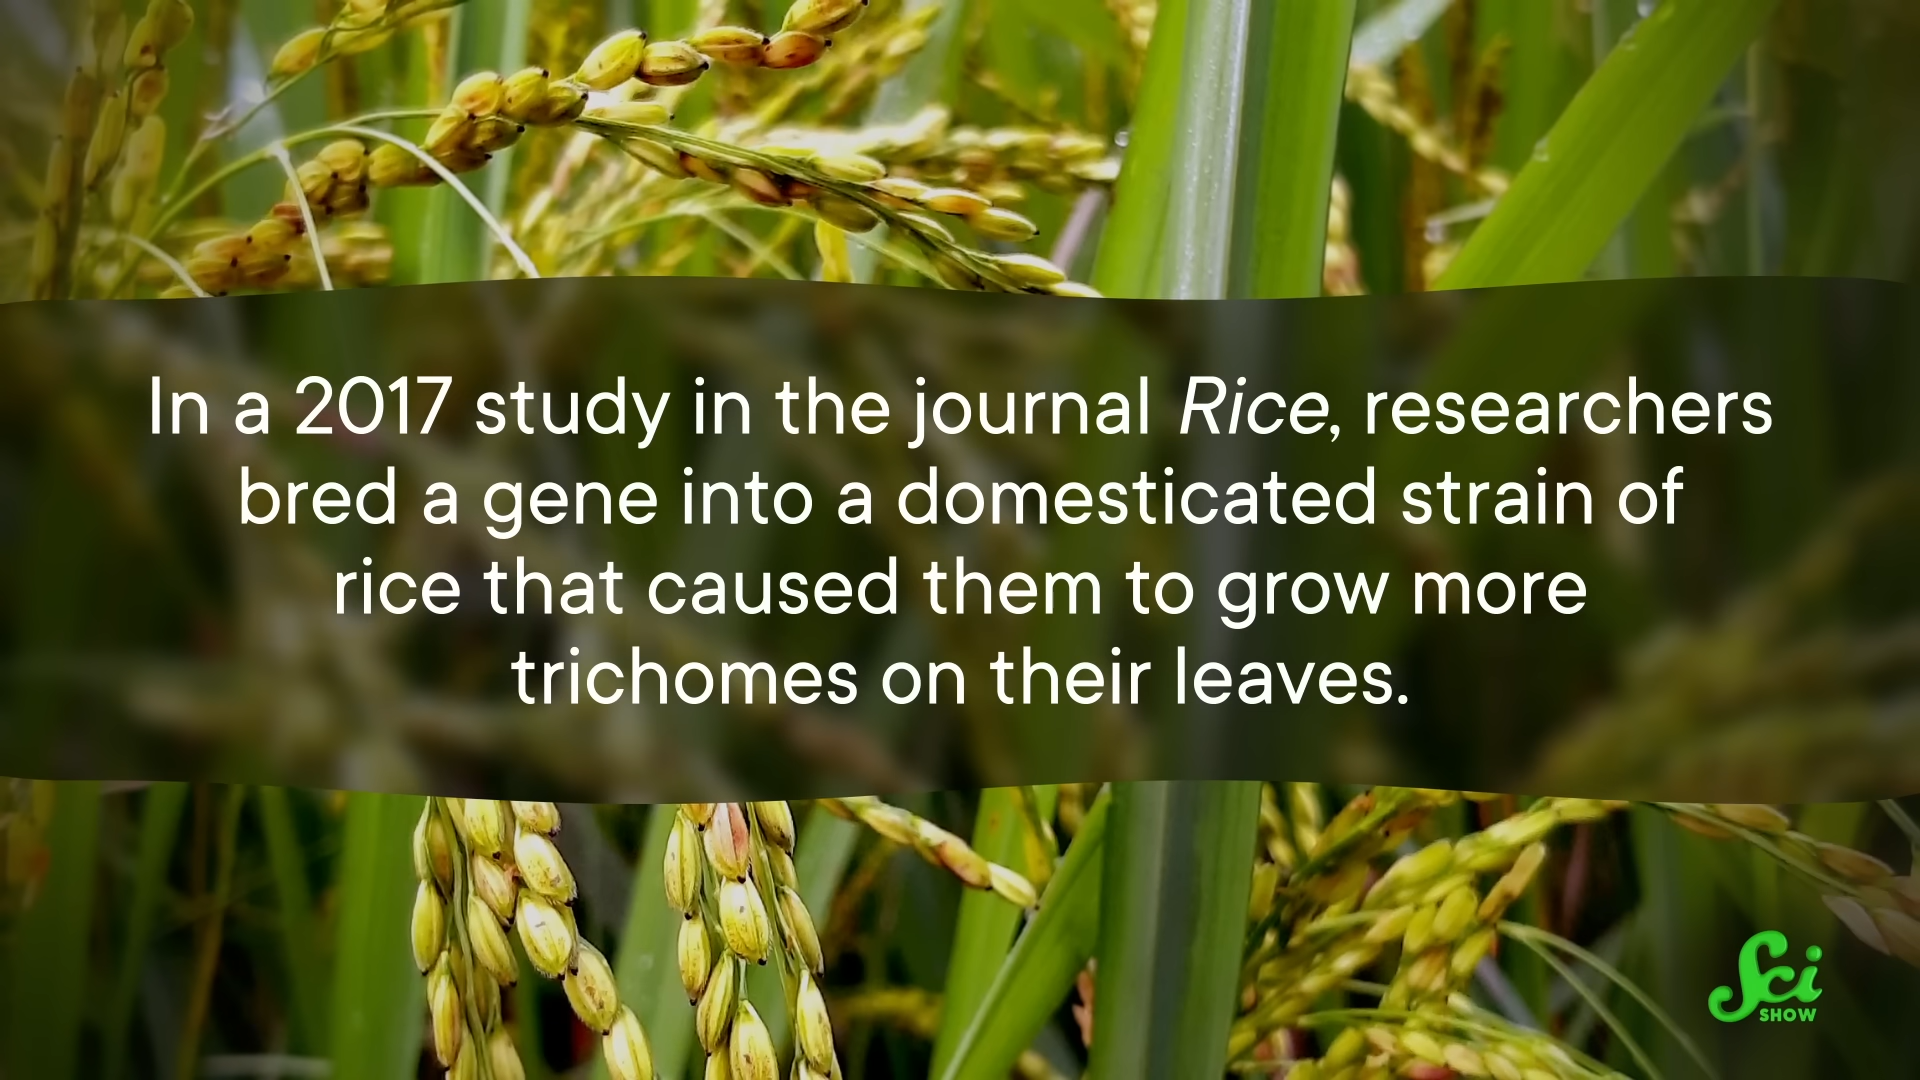 In a 2017 study in the journal Rice, researchers
bred a gene into a domesticated strain of
rice that caused them to grow more
trichomes on their leaves.
Sci
SHOW